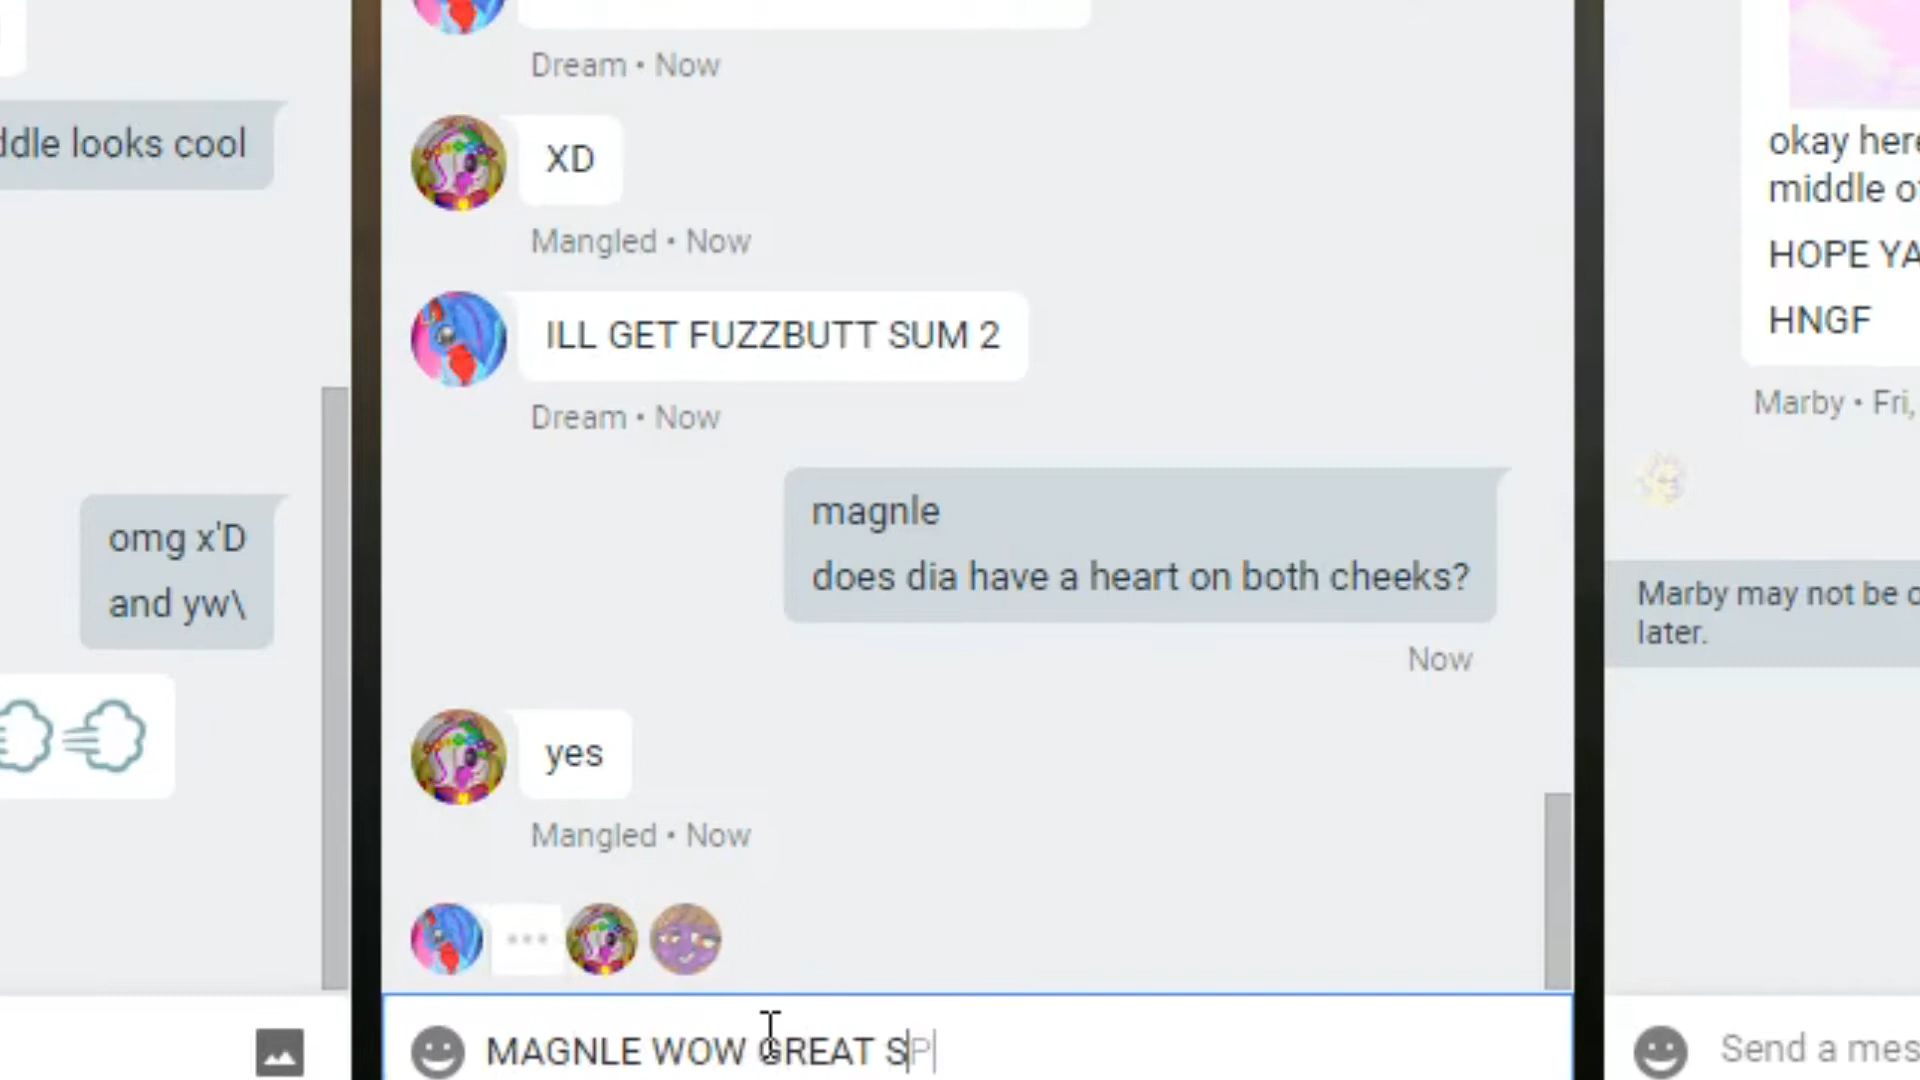 ddle looks cool
omg x'D
and yw\
Dream • Now
XD
Mangled • Now
ILL GET FUZZBUTT SUM 2
Dream • Now
magnle
does dia have a heart on both cheeks?
Now
yes
Mangled • Now
MAGNLE WOW GREAT SP
okay here
middle of
HOPE YA
HNGF
Marby • Fri,
Marby may not be o
later.
Send a mes